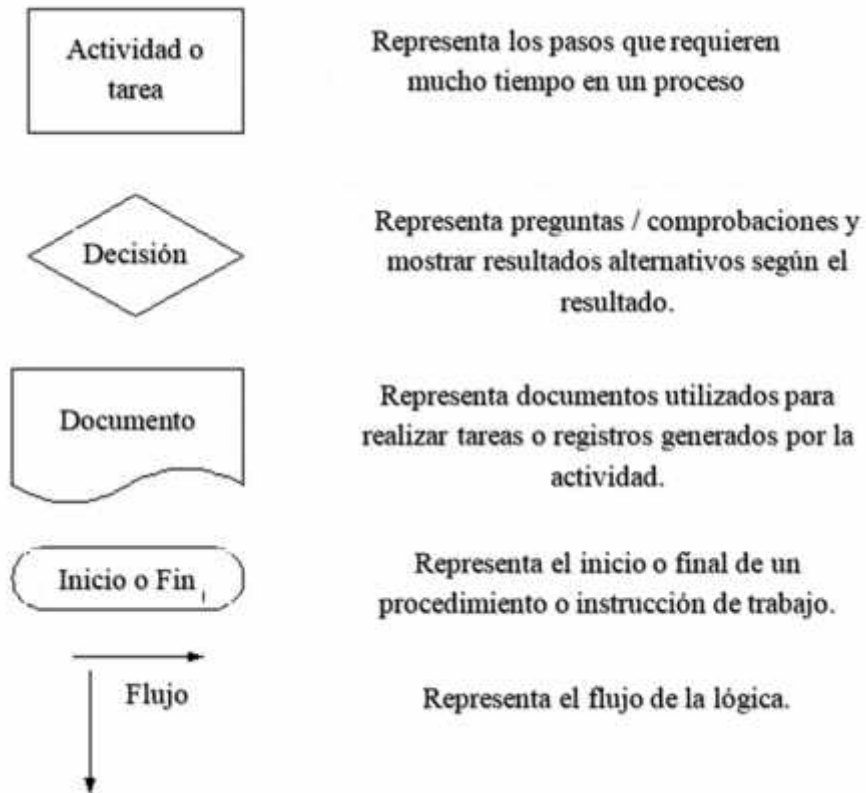 Actividad o
tarea
Representa los pasos que requieren
mucho tiempo en un proceso
Decisión
Representa preguntas / comprobaciones y
mostrar resultados alternativos según el
resultado.
Documento
Representa documentos utilizados para
realizar tareas o registros generados por la
actividad.
Inicio o Fin
Representa el inicio o final de un
procedimiento o instrucción de trabajo.
Flujo
Representa el flujo de la lógica.